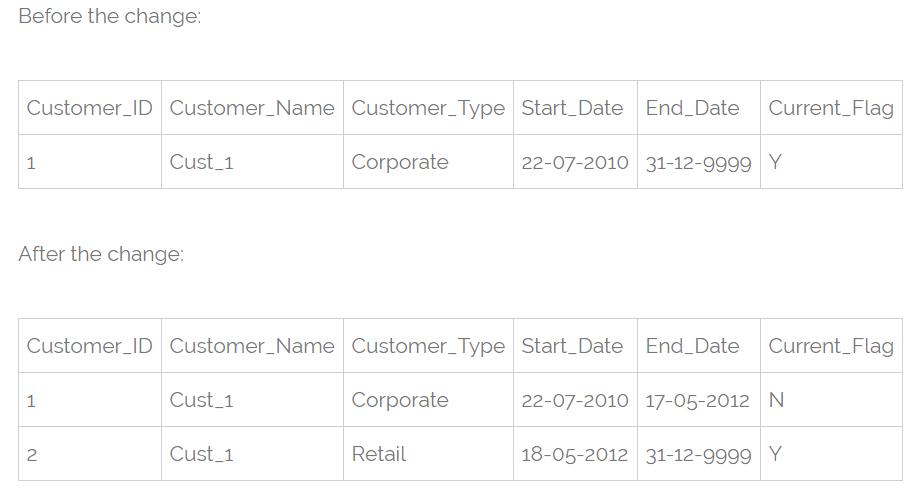 Before the change:
Customer_ID Customer_Name Customer_Type Start_Date End_Date Current_Flag
1 Cust_1 Corporate 22-07-2010 31-12-9999 Y
After the change:
Customer_ID Customer_Name Customer_Type Start_Date End_Date Current_Flag
1 Cust_1 Corporate 22-07-2010 17-05-2012 N
2 Cust_1 Retail 18-05-2012 31-12-9999 Y